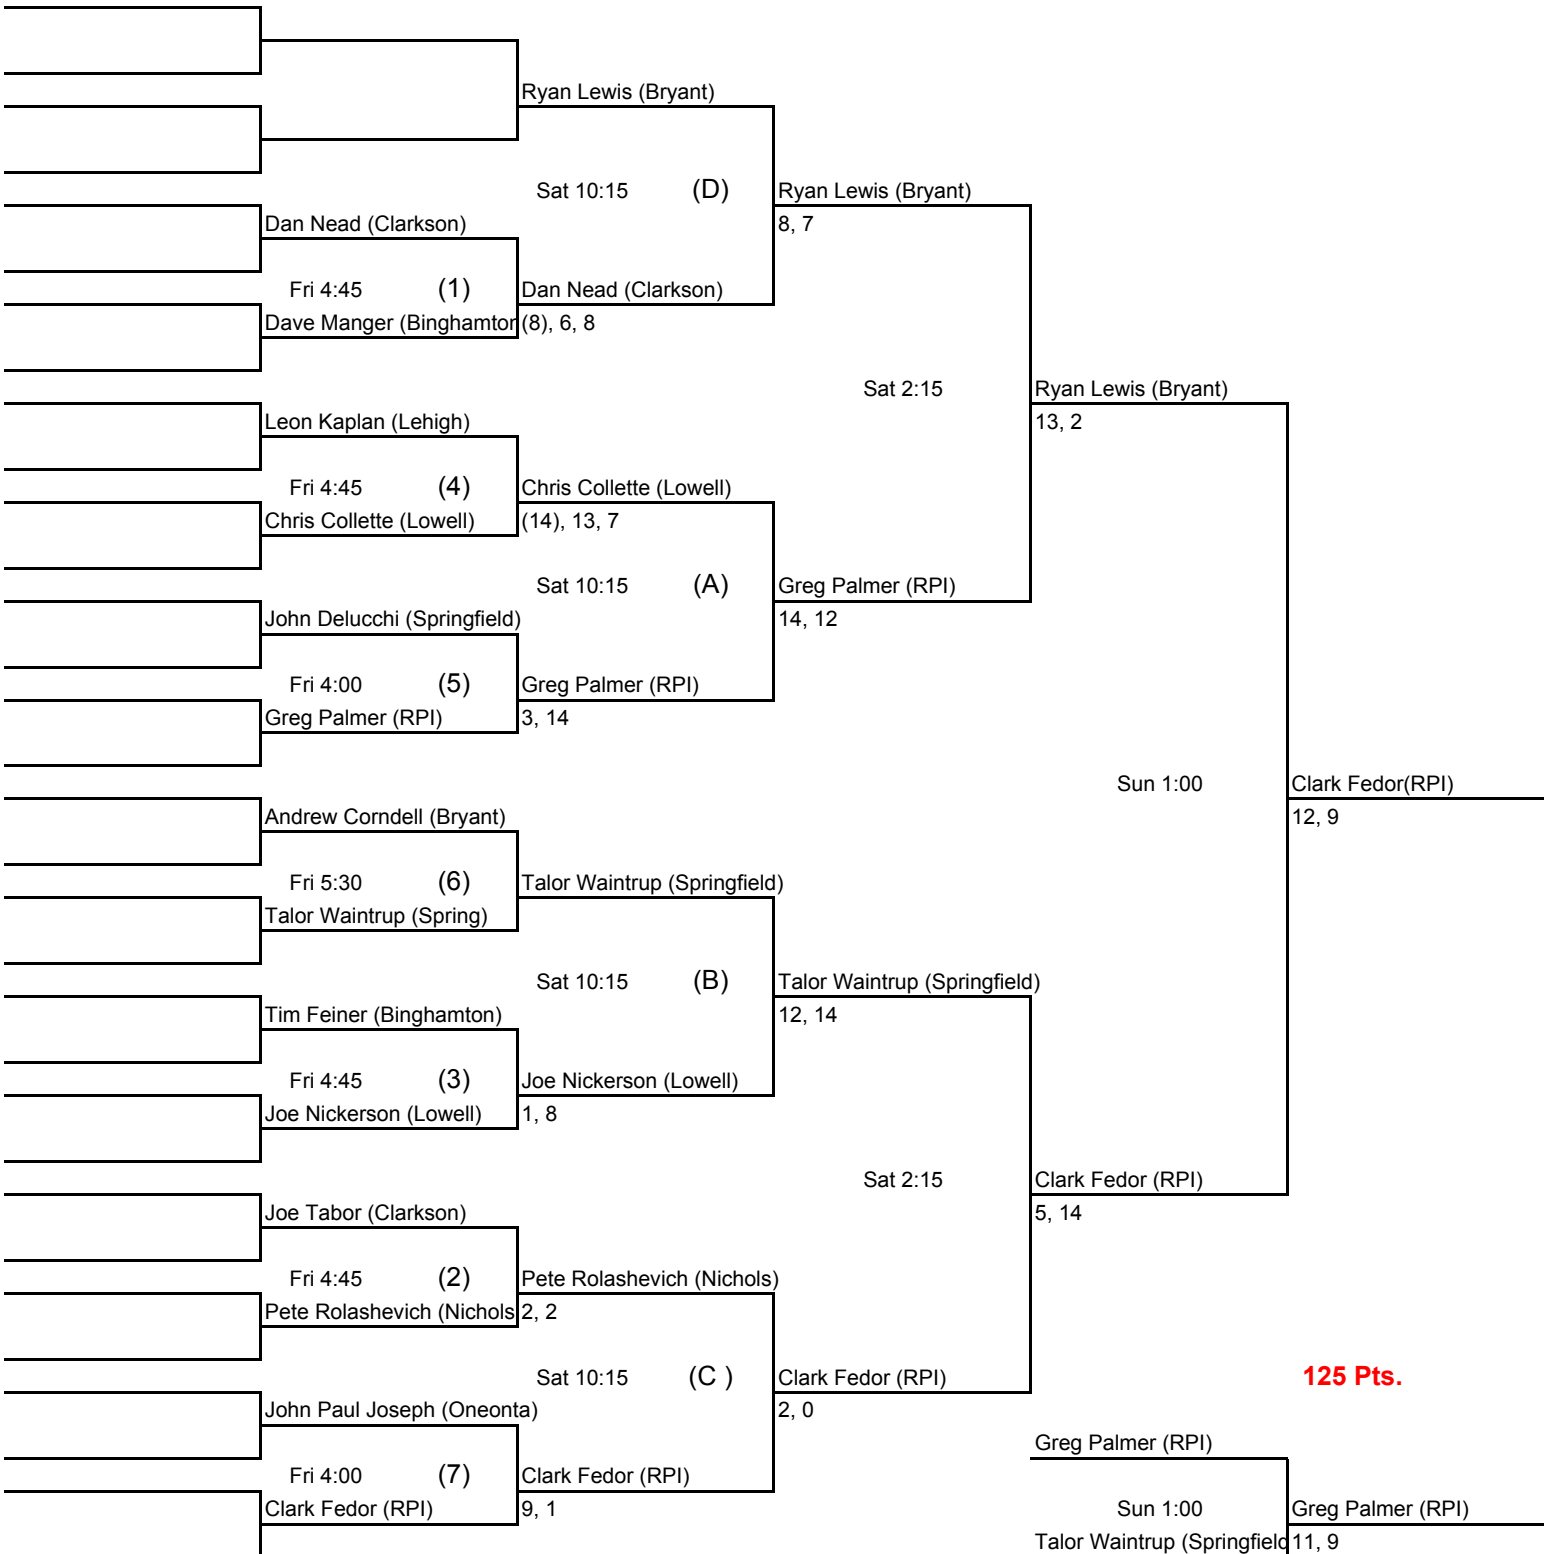 Ryan Lewis (Bryant)
Sat 10:15 (D) Ryan Lewis (Bryant)
Dan Nead (Clarkson) 8, 7
Fri 4:45 (1) Dan Nead (Clarkson)
Dave Manger (Binghamton (8), 6, 8
Sat 2:15 Ryan Lewis (Bryant)
Leon Kaplan (Lehigh) 13, 2
Fri 4:45 (4) Chris Collette (Lowell)
Chris Collette (Lowell) (14), 13, 7
Sat 10:15 (A) Greg Palmer (RPI)
John Delucchi (Springfield) 14, 12
Fri 4:00 (5) Greg Palmer (RPI)
Greg Palmer (RPI) 3, 14
Sun 1:00 Clark Fedor(RPI)
Andrew Corndell (Bryant) 12, 9
Fri 5:30 (6) Talor Waintrup (Springfield)
Talor Waintrup (Spring)
Sat 10:15 (B) Talor Waintrup (Springfield)
Tim Feiner (Binghamton) 12, 14
Fri 4:45 (3) Joe Nickerson (Lowell)
Joe Nickerson (Lowell) 1, 8
Sat 2:15 Clark Fedor (RPI)
Joe Tabor (Clarkson) 5, 14
Fri 4:45 (2) Pete Rolashevich (Nichols)
Pete Rolashevich (Nichols 2, 2
Sat 10:15 (C ) Clark Fedor (RPI) 125 Pts.
John Paul Joseph (Oneonta) 2, 0
Greg Palmer (RPI)
Fri 4:00 (7) Clark Fedor (RPI)
Clark Fedor (RPI) 9, 1 Sun 1:00 Greg Palmer (RPI)
Talor Waintrup (Springfield 11, 9